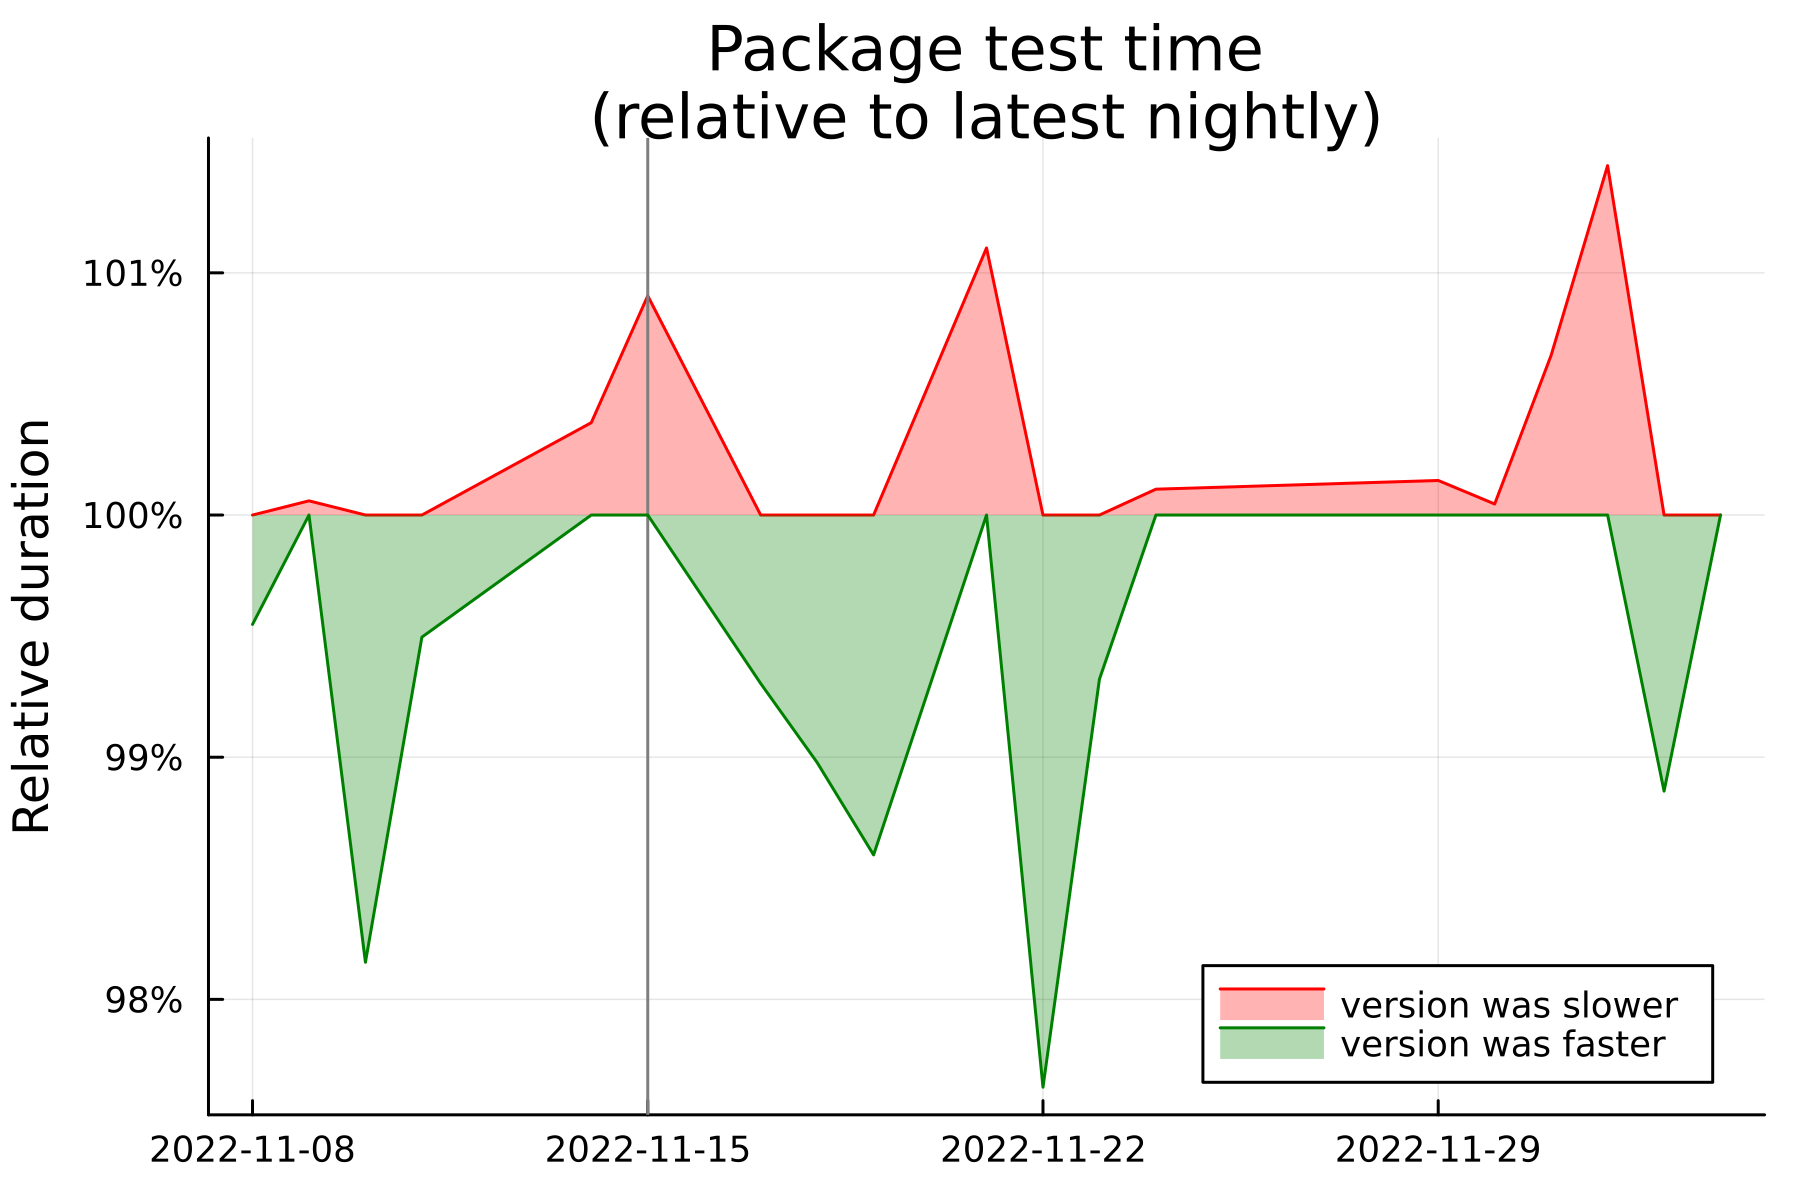 Package test time
(relative to latest nightly)
Relative duration
101%
100%
99%
98%
version was slower
version was faster
2022-11-08
2022-11-15
2022-11-22
2022-11-29